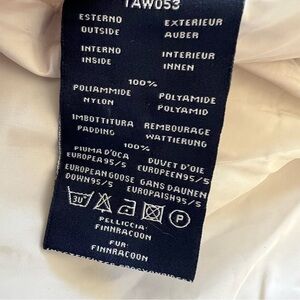 TAW053
ESTERNO EXTERIEUR
OUTSIDE AUBER
INTERNO INTERIEUR
INSIDE INNEN
100%
POLIAMMIDE POLYAMIDE
NYLON POLYAMID
IMBOTTITURA REMBOURAGE
PADDING WATTIERUNG
100%
PIUMA D'OCA DUVET D'OIE
EUROPEA95/5 EUROPEEN95/5
EUROPEAN GOOSE GANS DAUNEN
DOWN95/5 EUROPAISH95/5
30° P
PELLICCIA:
FINNRACOON
FUR:
FINNRACOON